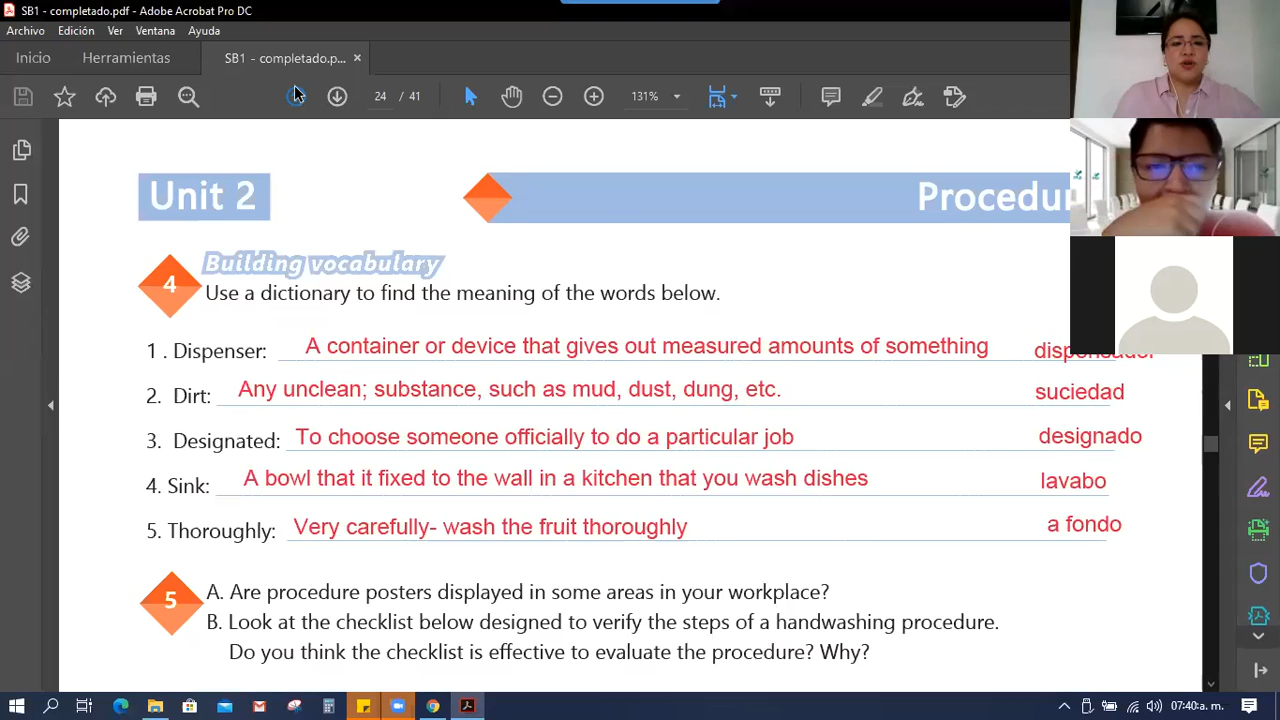 SB1 - completado.pdf - Adobe Acrobat Pro DC
Archivo Edición Ver Ventana Ayuda
Inicio Herramientas SB1 - completado.p... ×
24 / 41 131%
Unit 2
Procedur
4 Building vocabulary
Use a dictionary to find the meaning of the words below.
1 . Dispenser: A container or device that gives out measured amounts of something dispensador
2. Dirt: Any unclean; substance, such as mud, dust, dung, etc. suciedad
3. Designated: To choose someone officially to do a particular job designado
4. Sink: A bowl that it fixed to the wall in a kitchen that you wash dishes lavabo
5. Thoroughly: Very carefully- wash the fruit thoroughly a fondo
5 A. Are procedure posters displayed in some areas in your workplace?
B. Look at the checklist below designed to verify the steps of a handwashing procedure.
Do you think the checklist is effective to evaluate the procedure? Why?
07:40 a. m.